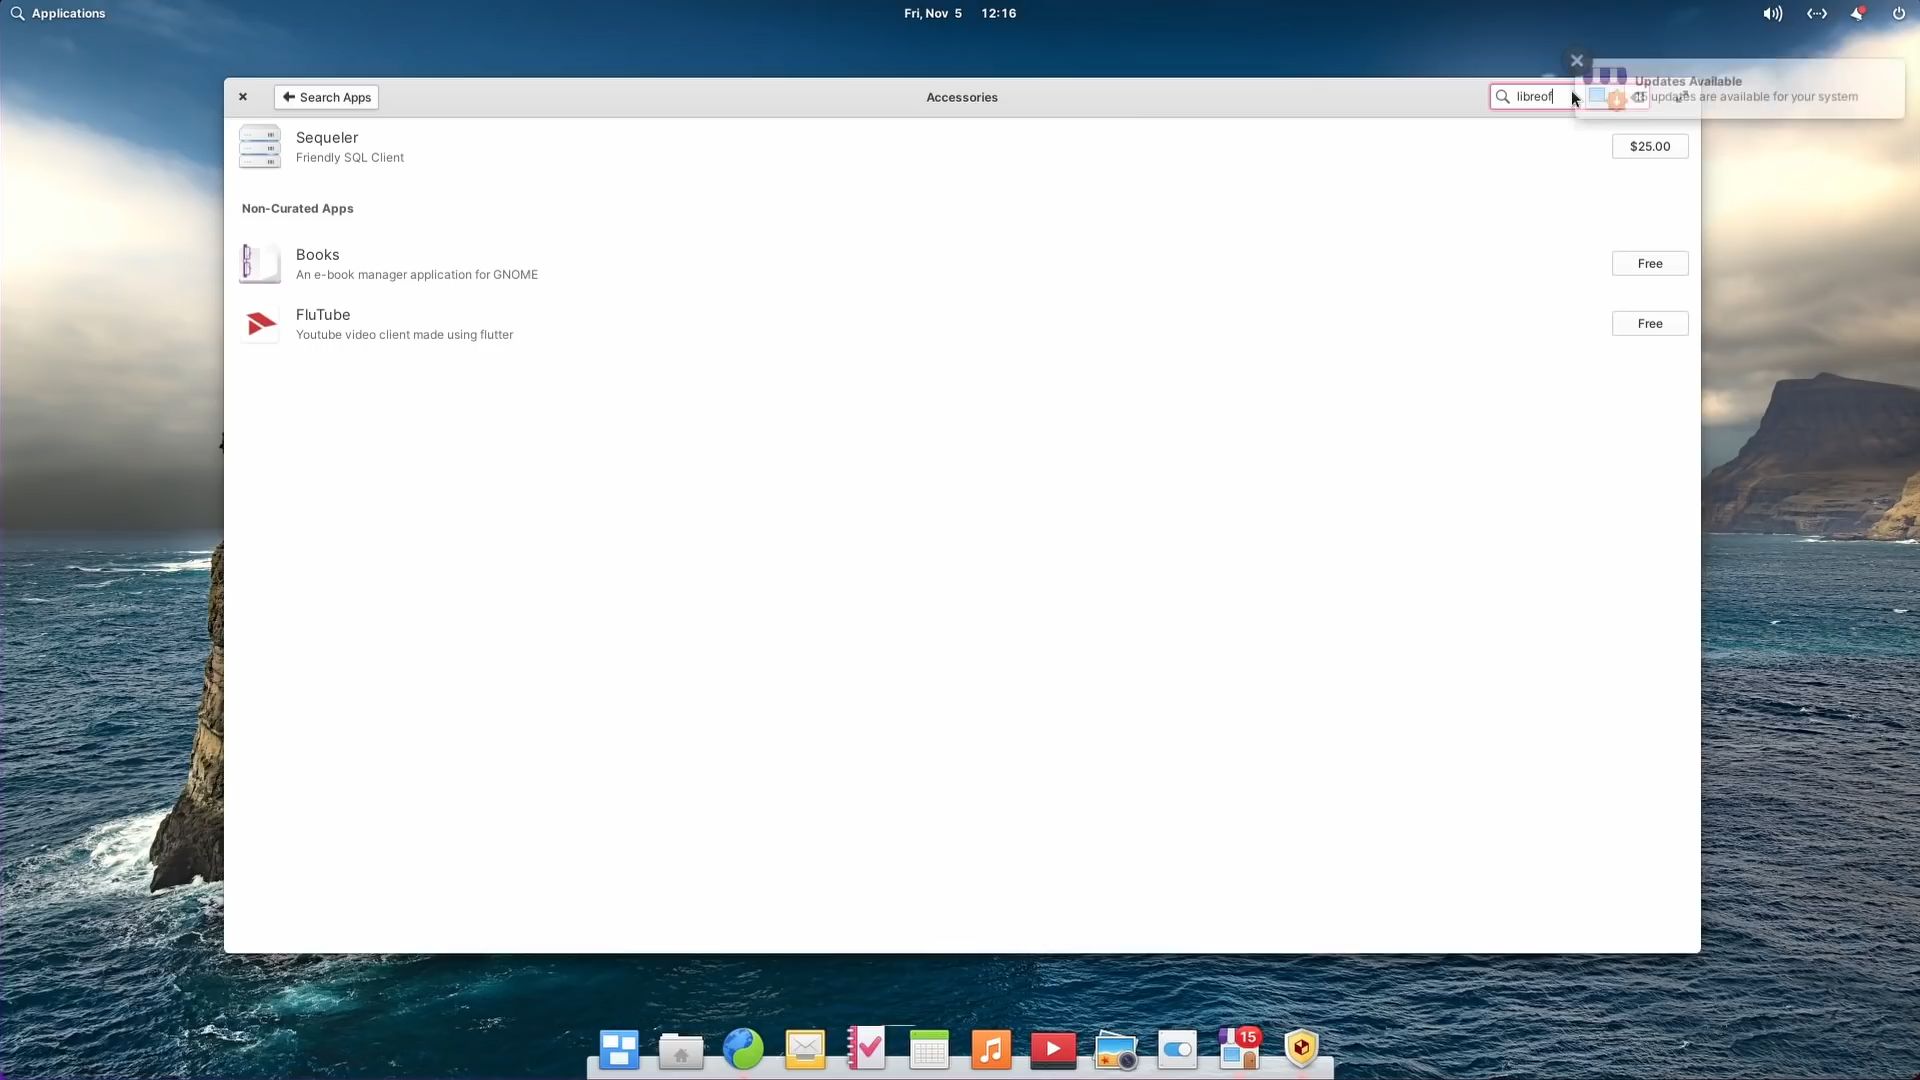 Applications
Fri, Nov 5 12:16
Search Apps
Accessories
libreof
Updates Available
updates are available for your system
Sequeler
Friendly SQL Client
$25.00
Non-Curated Apps
Books
An e-book manager application for GNOME
Free
FluTube
Youtube video client made using flutter
Free
15